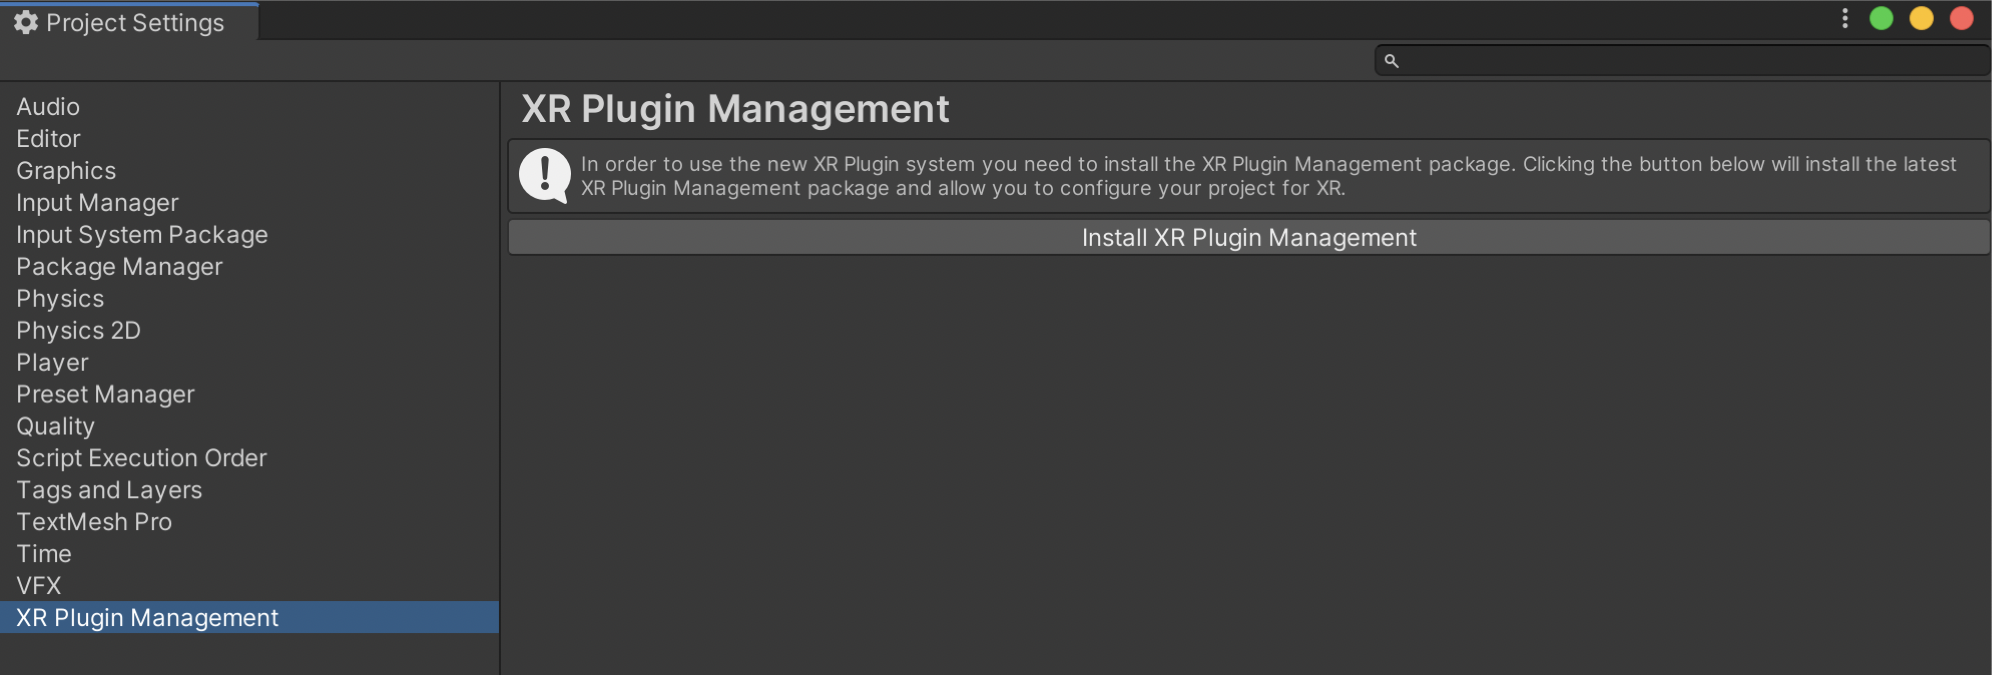 Project Settings
Audio
Editor
Graphics
Input Manager
Input System Package
Package Manager
Physics
Physics 2D
Player
Preset Manager
Quality
Script Execution Order
Tags and Layers
TextMesh Pro
Time
VFX
XR Plugin Management
XR Plugin Management
In order to use the new XR Plugin system you need to install the XR Plugin Management package. Clicking the button below will install the latest
XR Plugin Management package and allow you to configure your project for XR.
Install XR Plugin Management